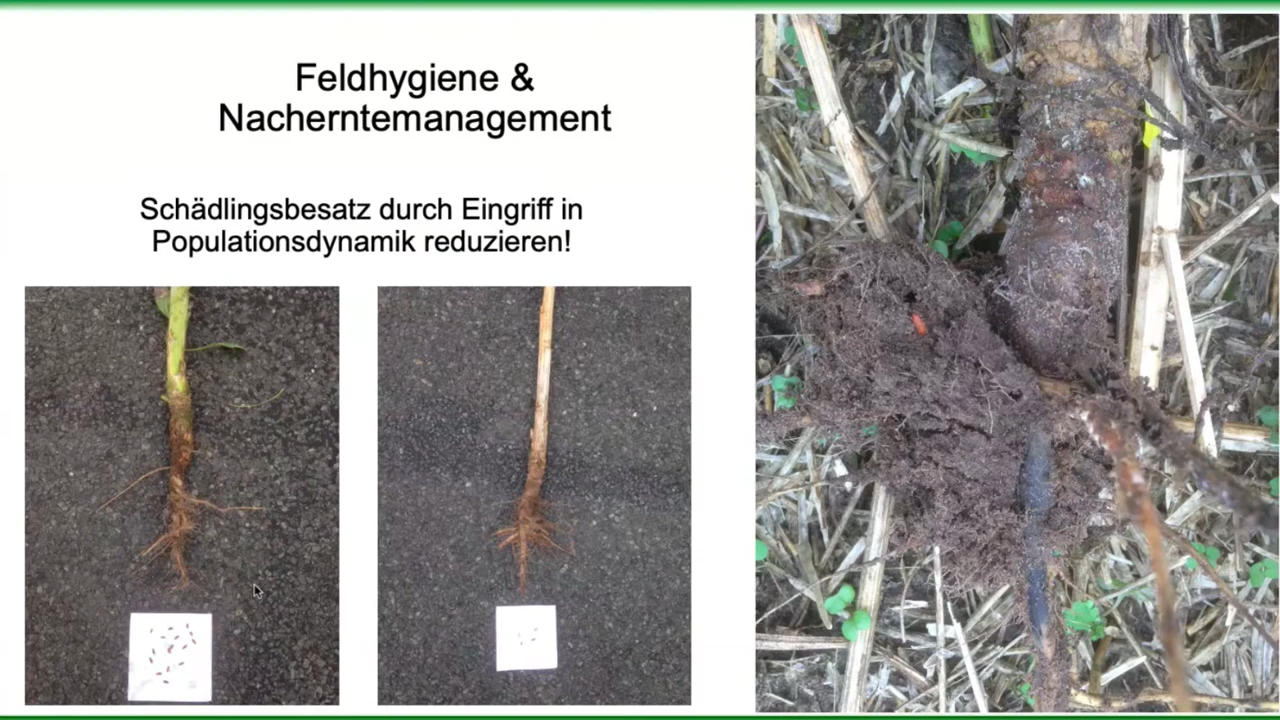 Feldhygiene &
Nacherntemanagement
Schädlingsbesatz durch Eingriff in
Populationsdynamik reduzieren!